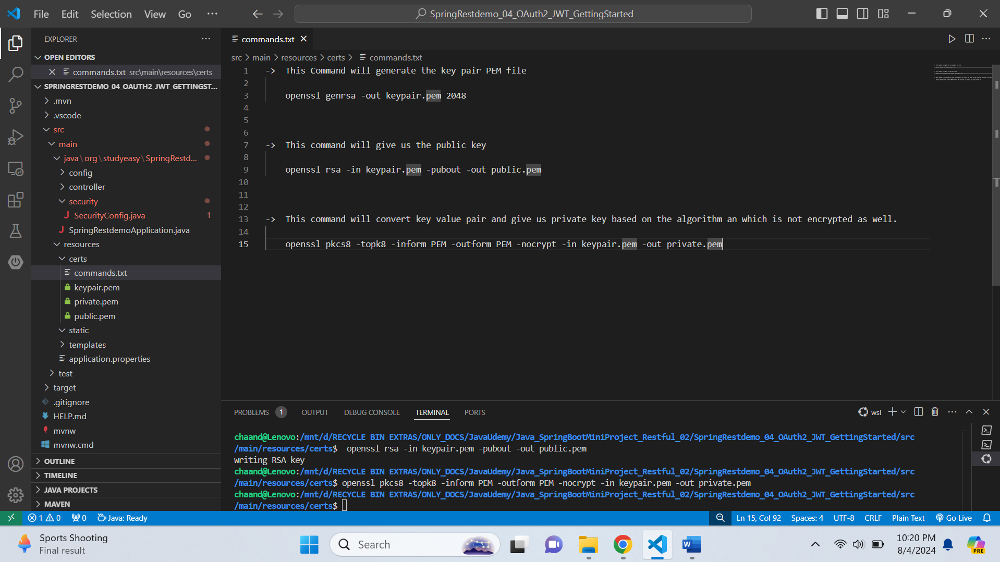 File Edit Selection View Go ··· SpringRestdemo_04_OAuth2_JWT_GettingStarted
EXPLORER ···
OPEN EDITORS
commands.txt src\main\resources\certs
SPRINGRESTDEMO_04_OAUTH2_JWT_GETTINGST...
.mvn
.vscode
src
main
java\org\studyeasy\SpringRestd...
config
controller
security
SecurityConfig.java 1
SpringRestdemoApplication.java
resources
certs
commands.txt
keypair.pem
private.pem
public.pem
static
templates
application.properties
test
target
.gitignore
HELP.md
mvnw
mvnw.cmd
OUTLINE
TIMELINE
JAVA PROJECTS
MAVEN
commands.txt
src > main > resources > certs > commands.txt
1 -> This Command will generate the key pair PEM file
2
3 openssl genrsa -out keypair.pem 2048
4
5
6
7 -> This command will give us the public key
8
9 openssl rsa -in keypair.pem -pubout -out public.pem
10
11
12
13 -> This command will convert key value pair and give us private key based on the algorithm an which is not encrypted as well.
14
15 openssl pkcs8 -topk8 -inform PEM -outform PEM -nocrypt -in keypair.pem -out private.pem
PROBLEMS 1 OUTPUT DEBUG CONSOLE TERMINAL PORTS wsl
chaand@Lenovo:/mnt/d/RECYCLE BIN EXTRAS/ONLY_DOCS/JavaUdemy/Java_SpringBootMiniProject_Restful_02/SpringRestdemo_04_OAuth2_JWT_GettingStarted/src
/main/resources/certs$  openssl rsa -in keypair.pem -pubout -out public.pem
writing RSA key
chaand@Lenovo:/mnt/d/RECYCLE BIN EXTRAS/ONLY_DOCS/JavaUdemy/Java_SpringBootMiniProject_Restful_02/SpringRestdemo_04_OAuth2_JWT_GettingStarted/src
/main/resources/certs$ openssl pkcs8 -topk8 -inform PEM -outform PEM -nocrypt -in keypair.pem -out private.pem
chaand@Lenovo:/mnt/d/RECYCLE BIN EXTRAS/ONLY_DOCS/JavaUdemy/Java_SpringBootMiniProject_Restful_02/SpringRestdemo_04_OAuth2_JWT_GettingStarted/src
/main/resources/certs$
1 0 0 Java: Ready Ln 15, Col 92 Spaces: 4 UTF-8 CRLF Plain Text Go Live
Sports Shooting
Final result
Search
W
10:20 PM
8/4/2024
PRE